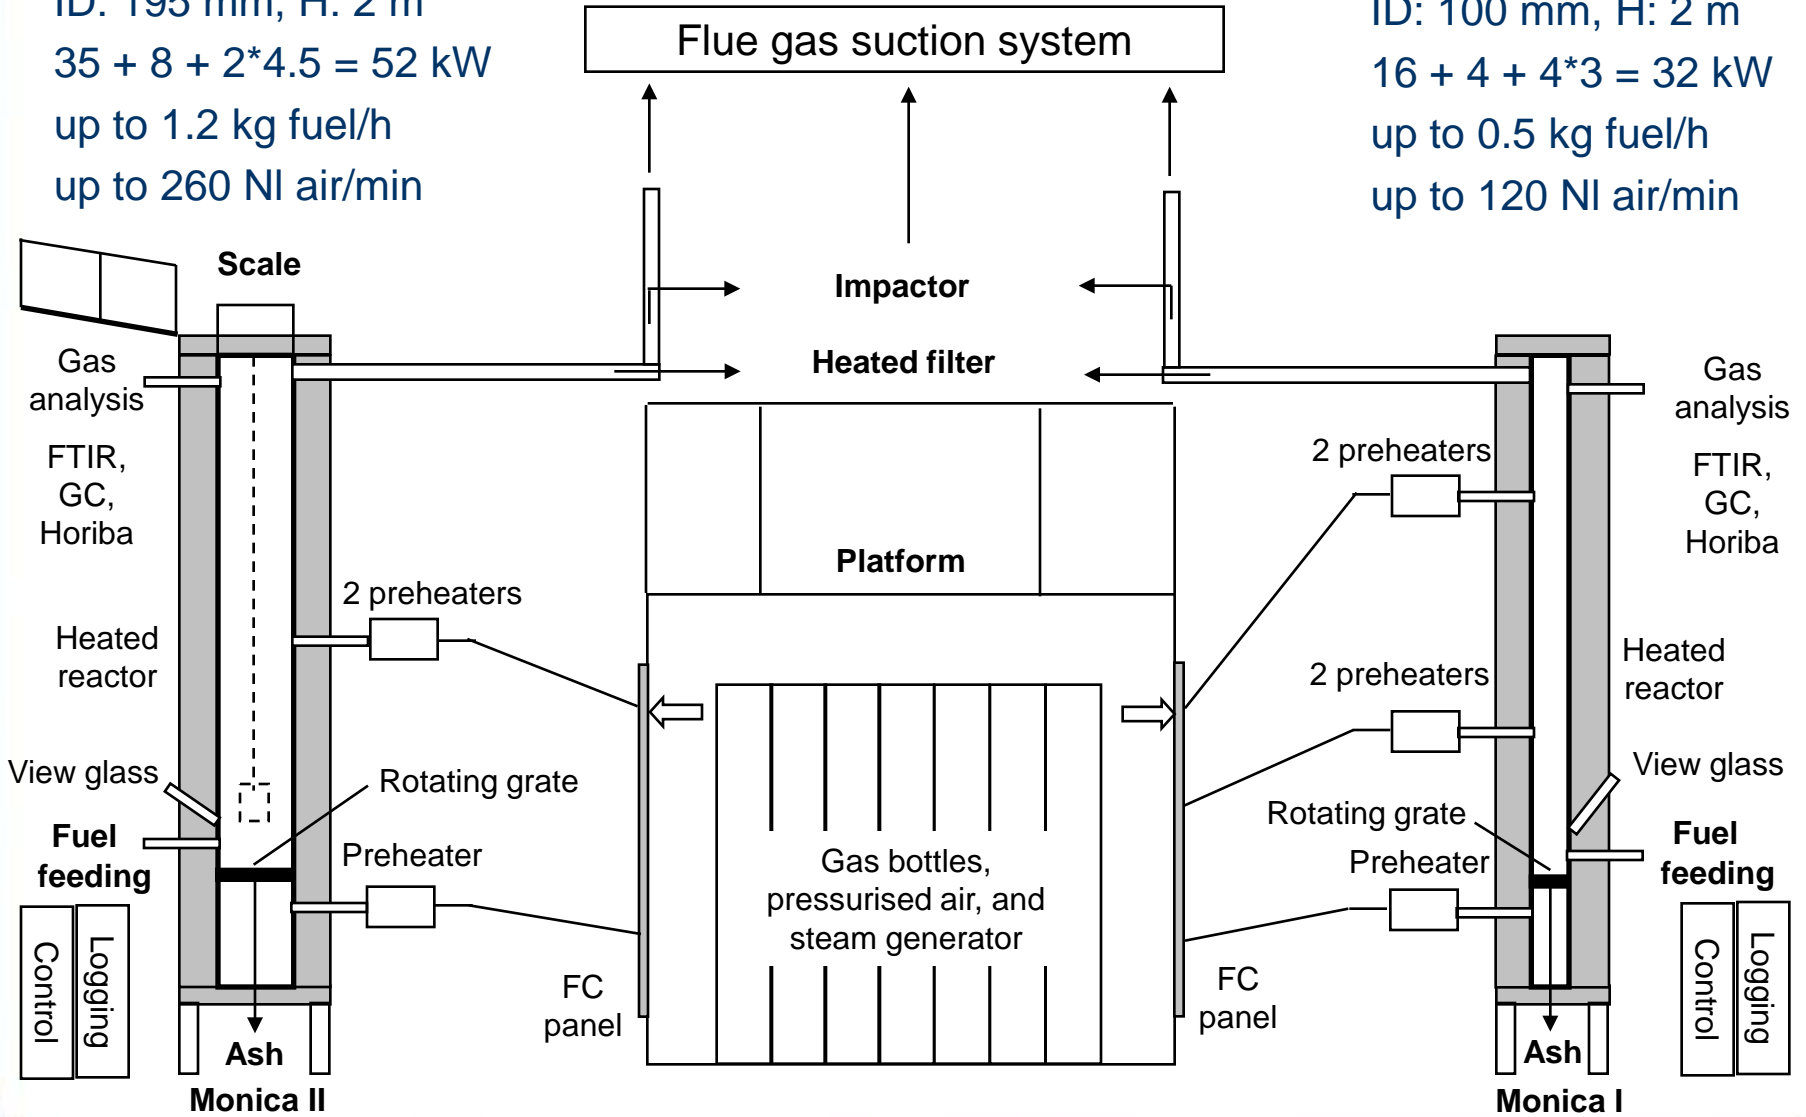 ID: 195 mm, H: 2 m
35 + 8 + 2*4.5 = 52 kW
up to 1.2 kg fuel/h
up to 260 Nl air/min
Flue gas suction system
ID: 100 mm, H: 2 m
16 + 4 + 4*3 = 32 kW
up to 0.5 kg fuel/h
up to 120 Nl air/min
Scale
Impactor
Heated filter
Gas
analysis
FTIR,
GC,
Horiba
2 preheaters
Heated
reactor
View glass
Rotating grate
Fuel
feeding
Preheater
Control
Logging
Ash
Monica II
FC
panel
Platform
Gas bottles,
pressurised air, and
steam generator
FC
panel
2 preheaters
2 preheaters
Rotating grate
Preheater
Gas
analysis
FTIR,
GC,
Horiba
Heated
reactor
View glass
Fuel
feeding
Control
Logging
Ash
Monica I